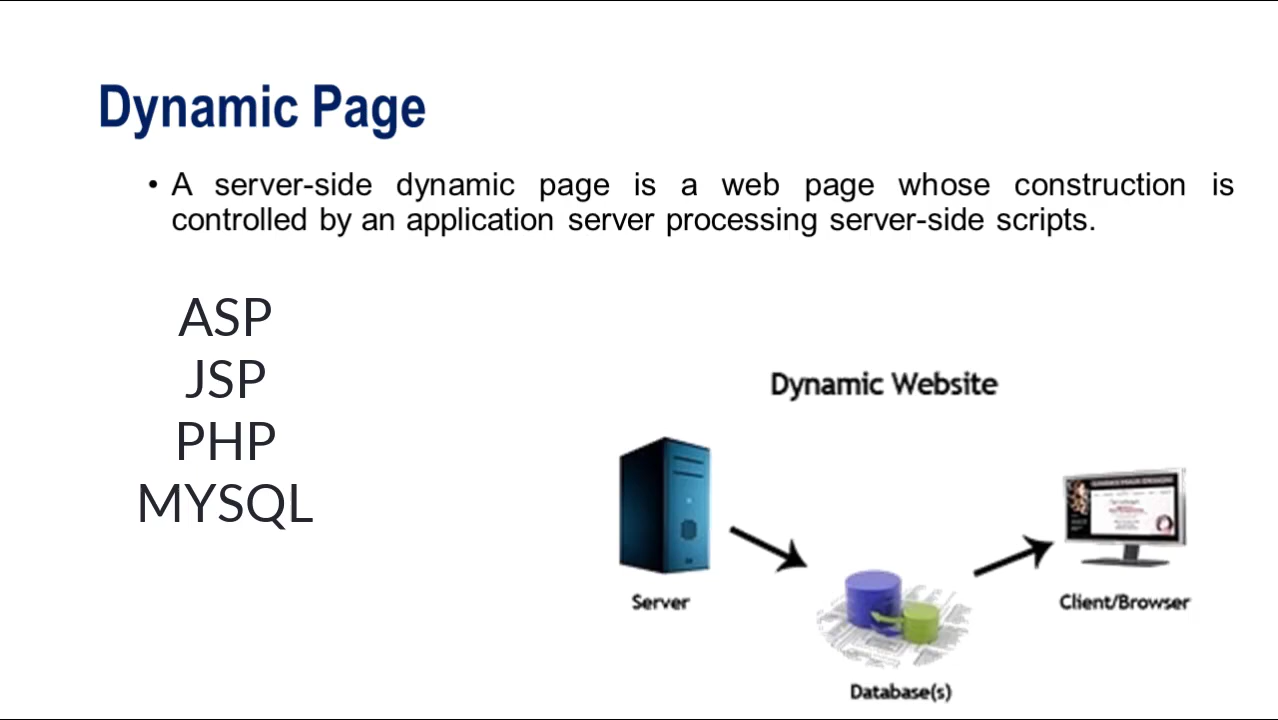 Dynamic Page
• A server-side dynamic page is a web page whose construction is
controlled by an application server processing server-side scripts.
ASP
JSP
PHP
MYSQL
Dynamic Website
Server
Client/Browser
Database(s)